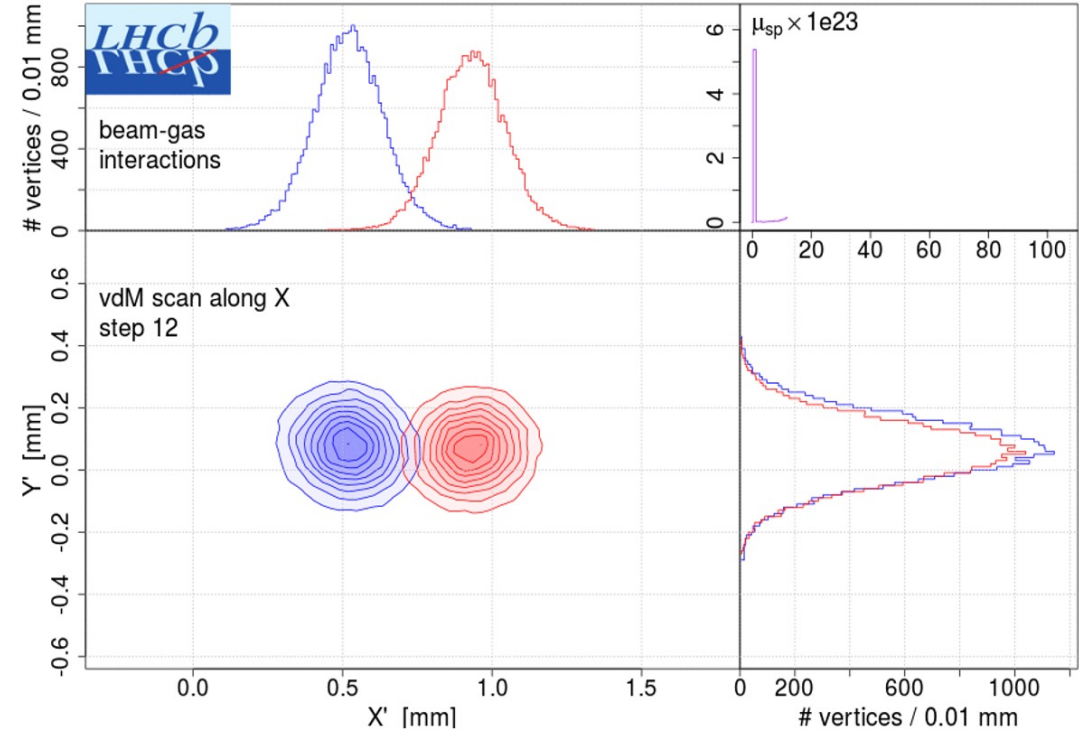 LHCb
ГHCp
# vertices / 0.01 mm
0 400 800
beam-gas
interactions
μsp × 1e23
0 2 4 6
0 20 40 60 80 100
vdM scan along X
step 12
Y' [mm]
-0.6 -0.4 -0.2 0.0 0.2 0.4 0.6
0.0 0.5 1.0 1.5
X' [mm]
0 200 600 1000
# vertices / 0.01 mm